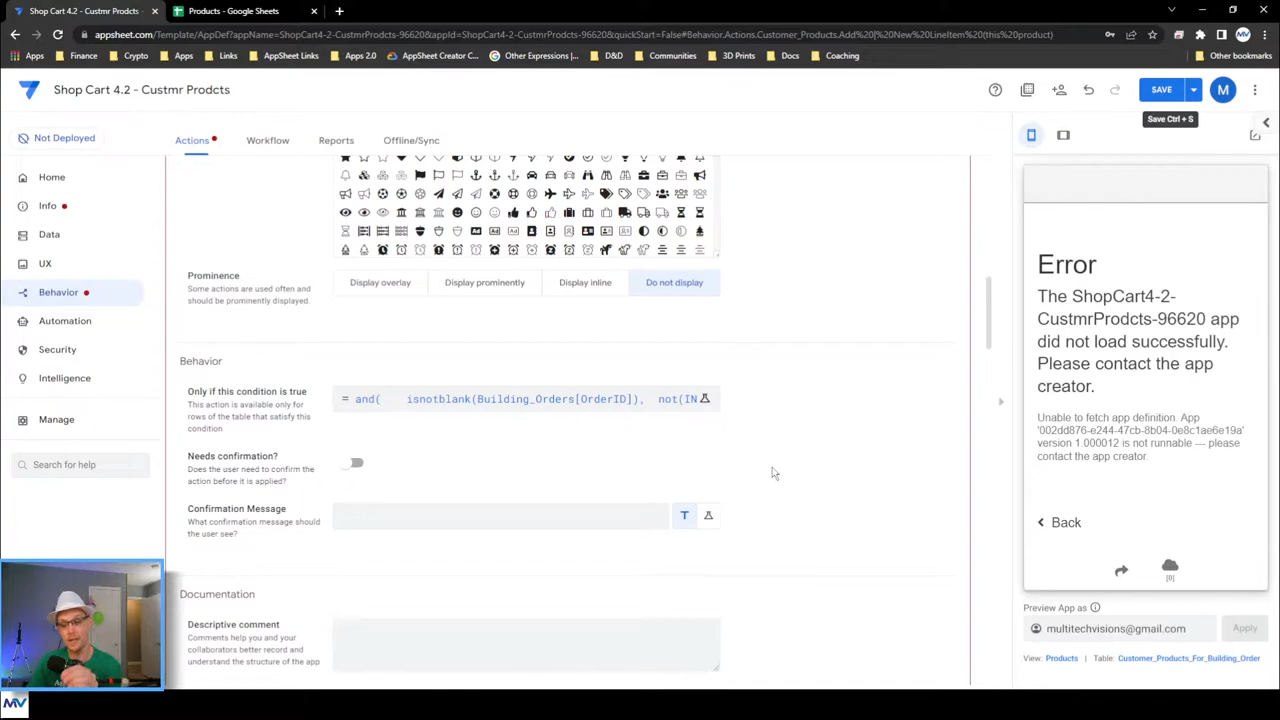 Shop Cart 4.2 - Custmr Prodcts -
Products - Google Sheets
appsheet.com/Template/AppDef?appName=ShopCart4-2-CustmrProdcts-96620&appId=ShopCart4-2-CustmrProdcts-96620&quickStart=False#Behavior.Actions.Customer_Products.Add |[New LineItem (this product)
Apps
Finance
Crypto
Apps
Links
AppSheet Links
Apps 2.0
AppSheet Creator C...
Other Expressions |...
D&D
Communities
3D Prints
Docs
Coaching
Other bookmarks
Shop Cart 4.2 - Custmr Prodcts
SAVE
M
Save Ctrl + S
Not Deployed
Actions
Workflow
Reports
Offline/Sync
Home
Info
Data
UX
Behavior
Automation
Security
Intelligence
Manage
Search for help
Prominence
Some actions are used often and
should be prominently displayed.
Display overlay
Display prominently
Display inline
Do not display
Behavior
Only if this condition is true
This action is available only for
rows of the table that satisfy this
condition
= and( isnotblank(Building_Orders[OrderID]), not(IN
Needs confirmation?
Does the user need to confirm the
action before it is applied?
Confirmation Message
What confirmation message should
the user see?
T
Documentation
Descriptive comment
Comments help you and your
collaborators better record and
understand the structure of the app
Error
The ShopCart4-2-
CustmrProdcts-96620 app
did not load successfully.
Please contact the app
creator.
Unable to fetch app definition. App
'002dd876-e244-47cb-8b04-0e8c1ae6e19a'
version 1.000012 is not runnable --- please
contact the app creator.
Back
[0]
Preview App as
multitechvisions@gmail.com
Apply
View: Products | Table: Customer_Products_For_Building_Order
MV